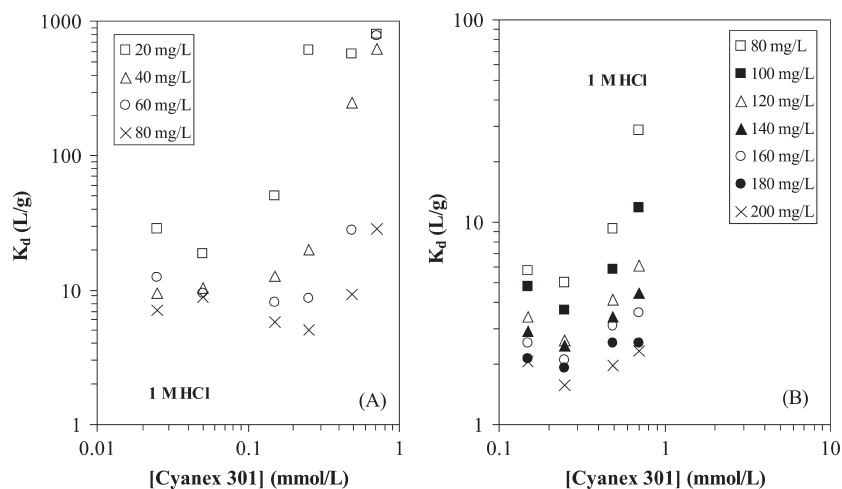 1000
100
10
1
K_d (L/g)
20 mg/L
40 mg/L
60 mg/L
80 mg/L
1 M HCl
(A)
0.01
0.1
1
[Cyanex 301] (mmol/L)
100
10
1
K_d (L/g)
1 M HCl
80 mg/L
100 mg/L
120 mg/L
140 mg/L
160 mg/L
180 mg/L
200 mg/L
(B)
0.1
1
10
[Cyanex 301] (mmol/L)